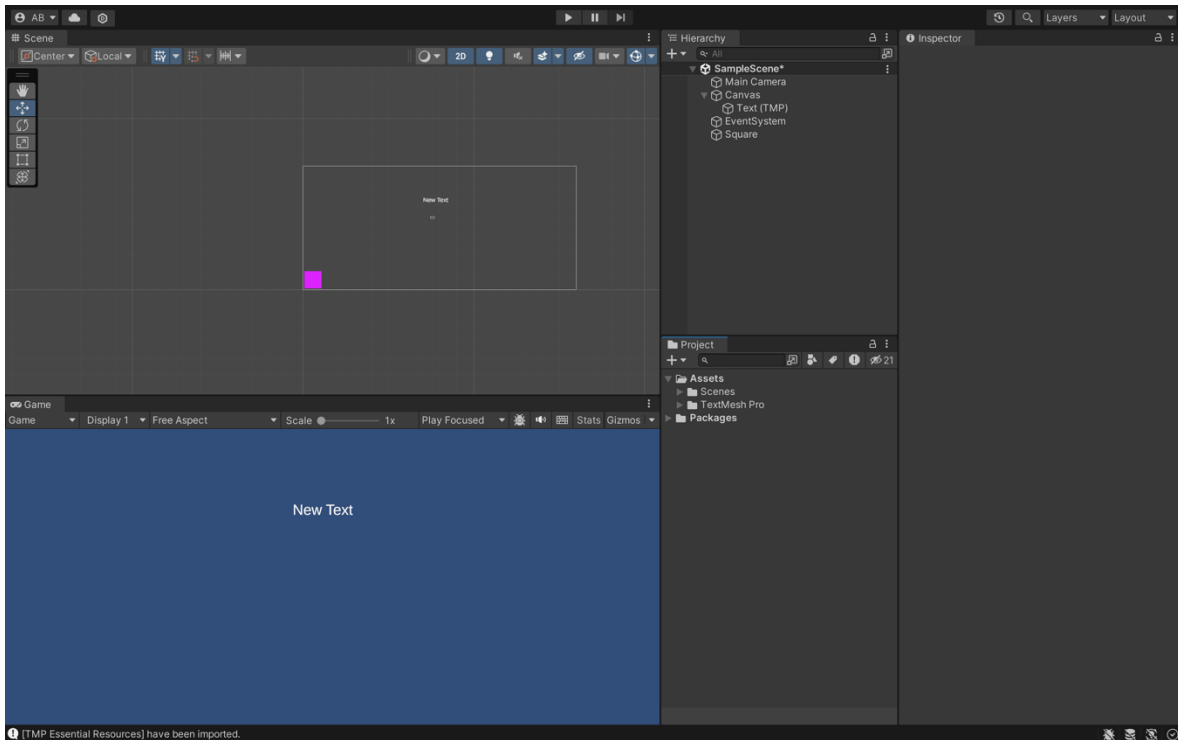 AB
Layers
Layout
Scene
Center
Local
2D
New Text
Hierarchy
All
SampleScene*
Main Camera
Canvas
Text (TMP)
EventSystem
Square
Inspector
Project
21
Assets
Scenes
TextMesh Pro
Packages
Game
Game Display 1 Free Aspect Scale 1x Play Focused Stats Gizmos
New Text
[TMP Essential Resources] have been imported.